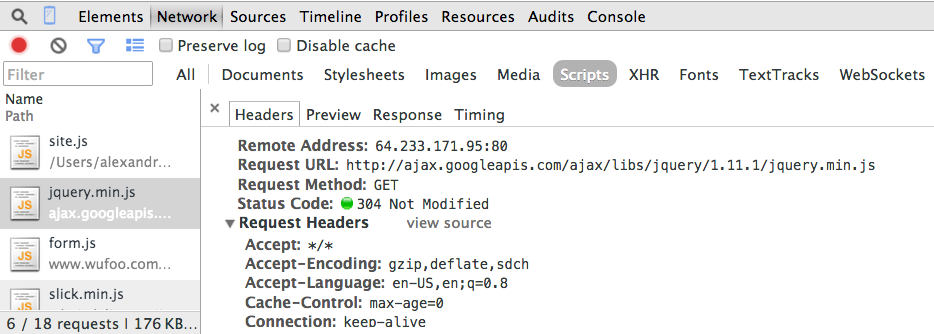 Elements Network Sources Timeline Profiles Resources Audits Console
Preserve log Disable cache
Filter All Documents Stylesheets Images Media Scripts XHR Fonts TextTracks WebSockets
Name
Path
site.js
/Users/alexandr...
jquery.min.js
ajax.googleapis....
form.js
www.wufoo.com...
slick.min.js
6 / 18 requests | 176 KB...
× Headers Preview Response Timing
Remote Address: 64.233.171.95:80
Request URL: http://ajax.googleapis.com/ajax/libs/jquery/1.11.1/jquery.min.js
Request Method: GET
Status Code: 304 Not Modified
▼ Request Headers view source
Accept: */*
Accept-Encoding: gzip,deflate,sdch
Accept-Language: en-US,en;q=0.8
Cache-Control: max-age=0
Connection: keep-alive